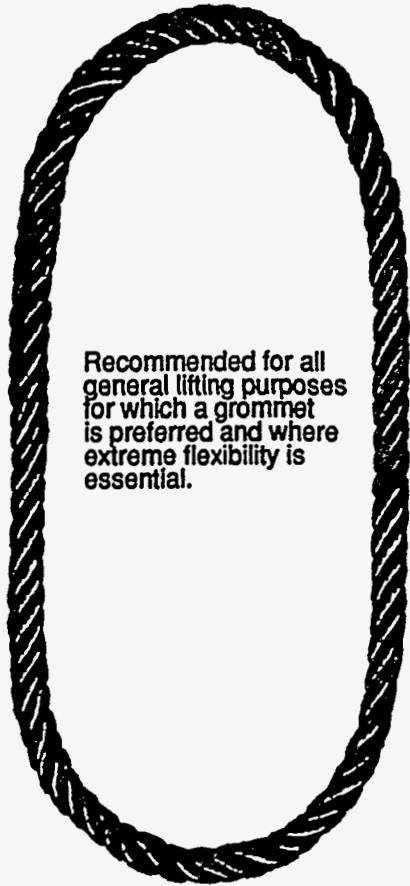 Recommended for all
general lifting purposes
for which a grommet
is preferred and where
extreme flexibility is
essential.